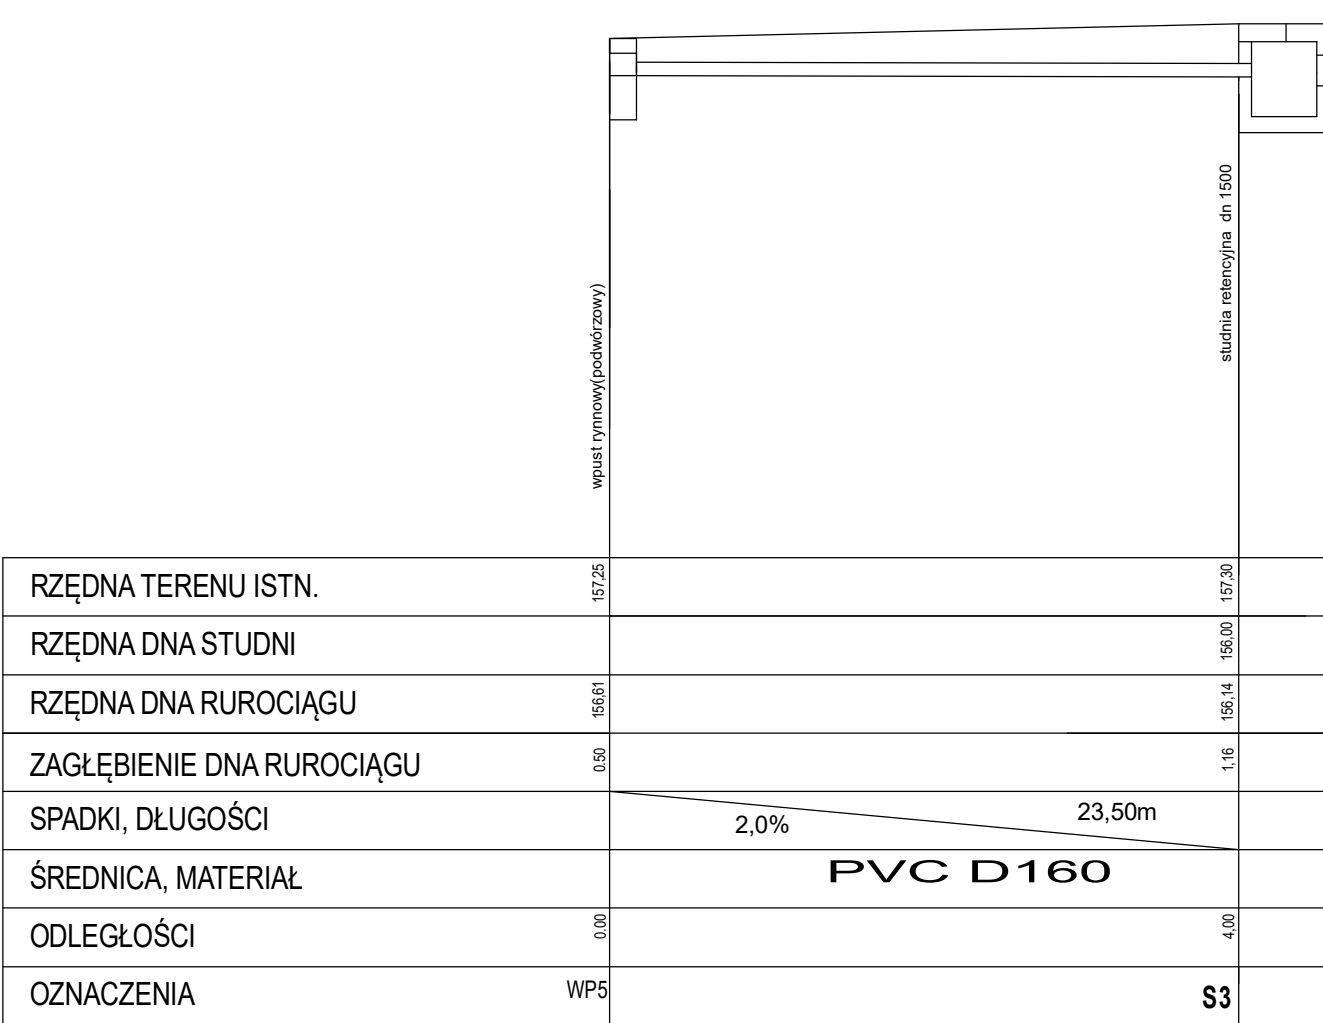 wpust rynnowy(podwórzowy)
studnia retencyjna dn 1500
RZĘDNA TERENU ISTN. 157,25 157,30
RZĘDNA DNA STUDNI 156,00
RZĘDNA DNA RUROCIĄGU 156,61 156,14
ZAGŁĘBIENIE DNA RUROCIĄGU 0.50 1,16
SPADKI, DŁUGOŚCI 2,0% 23,50m
ŚREDNICA, MATERIAŁ PVC D160
ODLEGŁOŚCI 0.00 4,00
OZNACZENIA WP5 S3